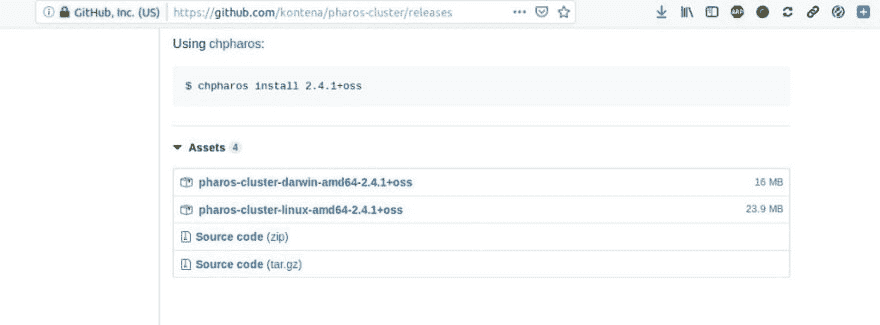 GitHub, Inc. (US) https://github.com/kontena/pharos-cluster/releases
Using chpharos:
$ chpharos install 2.4.1+oss
Assets 4
pharos-cluster-darwin-amd64-2.4.1+oss 16 MB
pharos-cluster-linux-amd64-2.4.1+oss 23.9 MB
Source code (zip)
Source code (tar.gz)